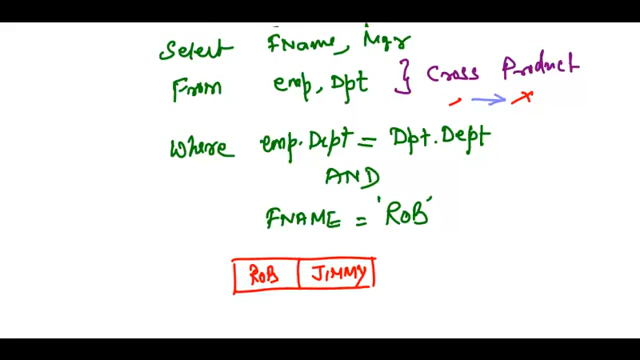 Select Fname, Mgr
From emp, Dpt } Cross Product
, → x
Where emp.Dept = Dpt.Dept
AND
FNAME = 'ROB'
ROB JIMMY